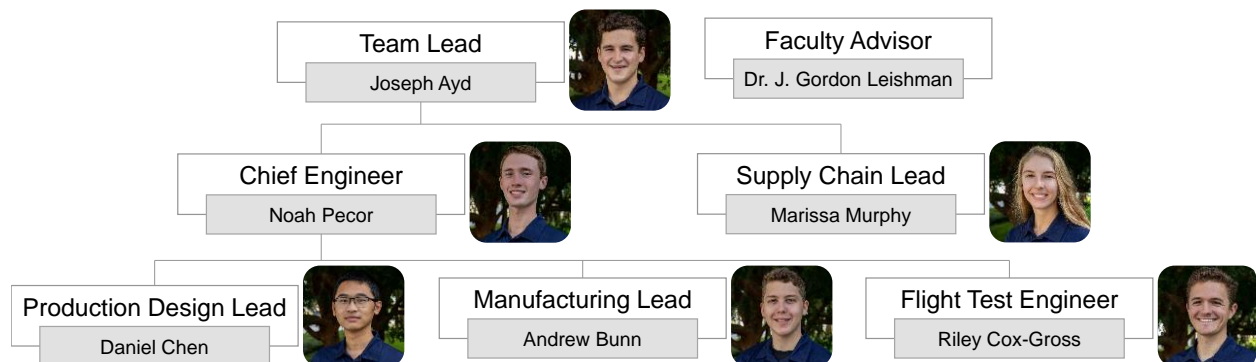 Team Lead
Joseph Ayd
Faculty Advisor
Dr. J. Gordon Leishman
Chief Engineer
Noah Pecor
Supply Chain Lead
Marissa Murphy
Production Design Lead
Daniel Chen
Manufacturing Lead
Andrew Bunn
Flight Test Engineer
Riley Cox-Gross